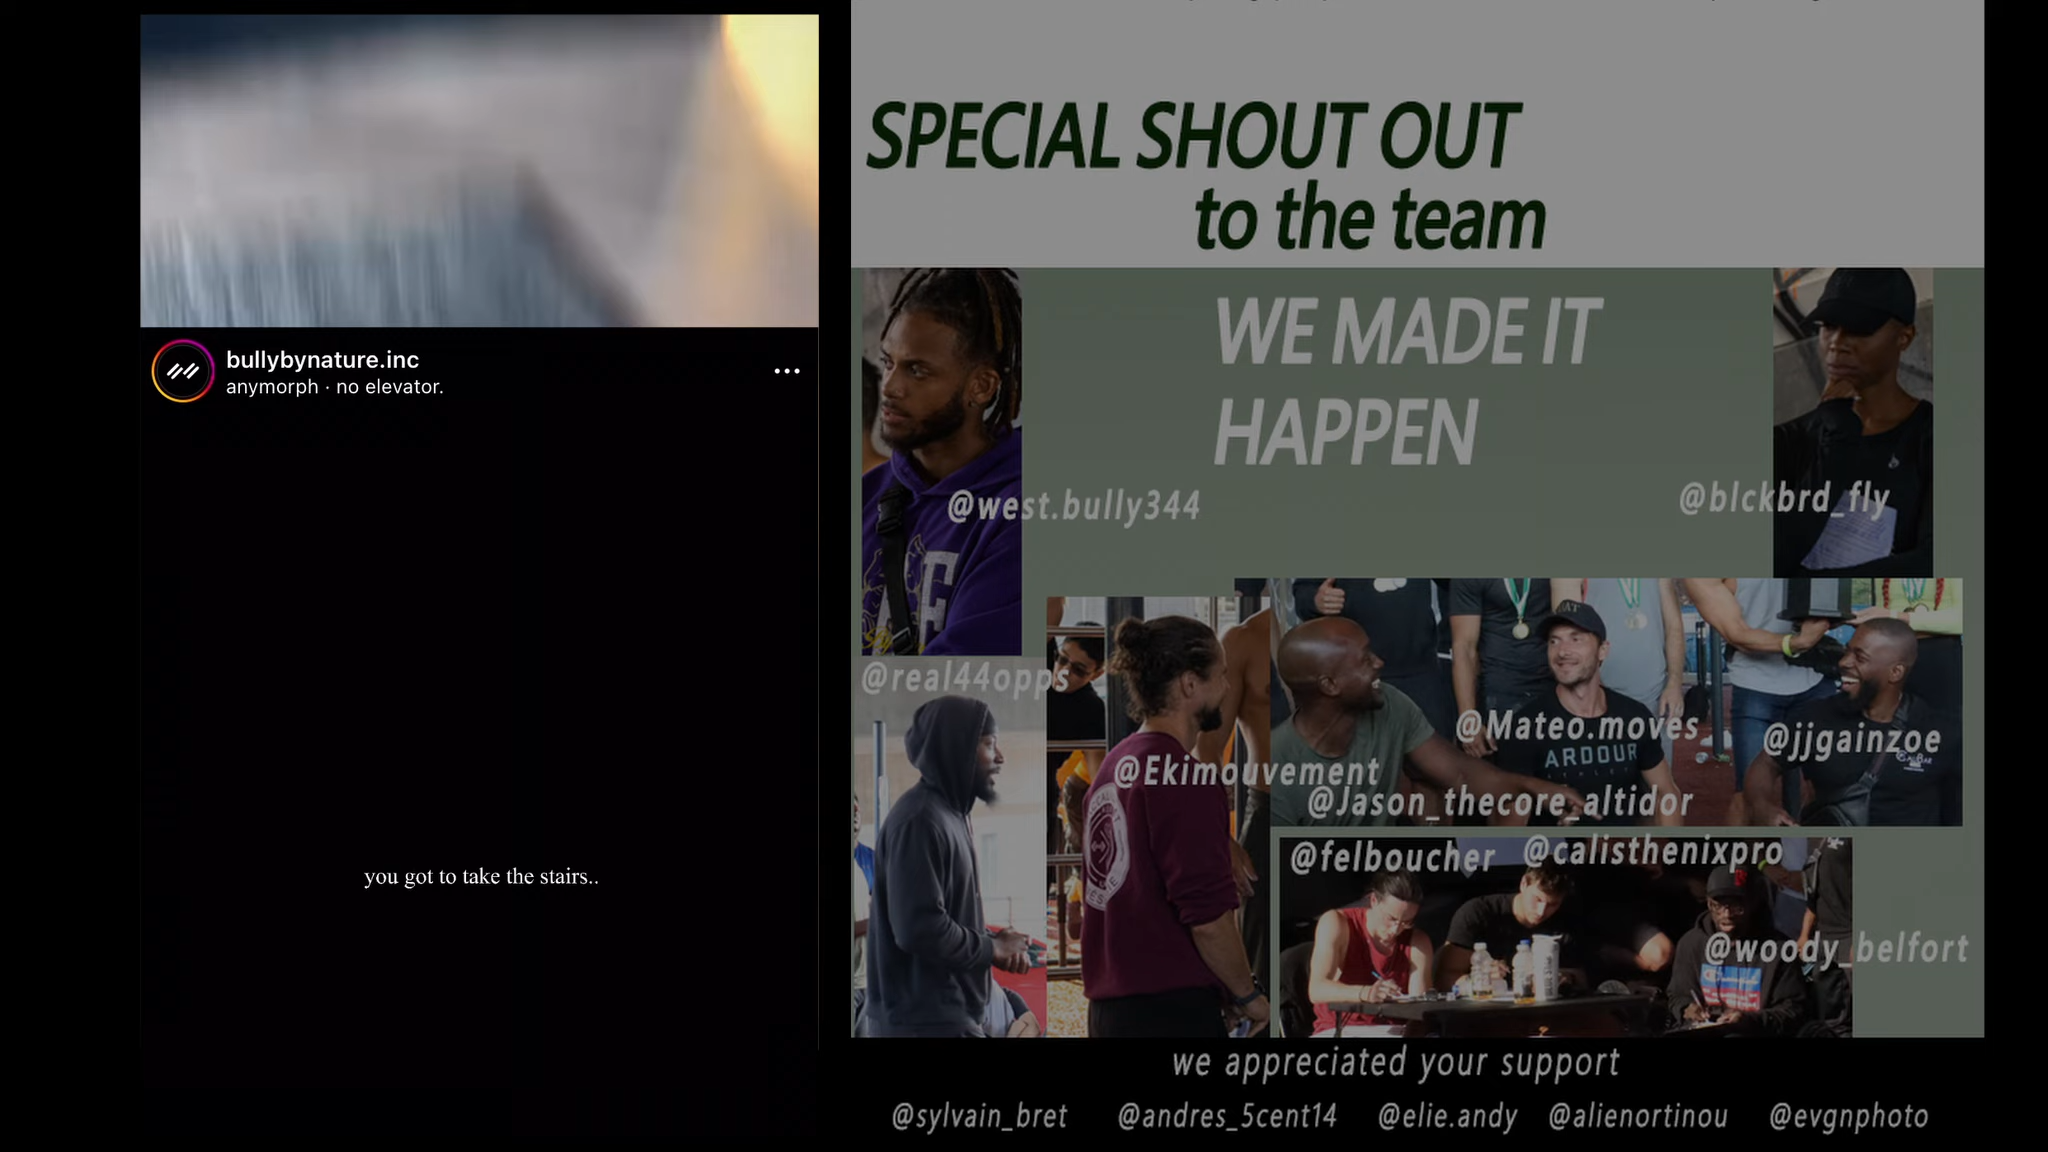 bullybynature.inc
anymorph · no elevator.
you got to take the stairs..
SPECIAL SHOUT OUT
to the team
WE MADE IT
HAPPEN
@west.bully344
@blckbrd_fly
@real44opps
@Mateo.moves
@jjgainzoe
ARDOUR
@Ekimouvement
@Jason_thecore_altidor
@felboucher @calisthenixpro
@woody_belfort
we appreciated your support
@sylvain_bret @andres_5cent14 @elie.andy @alienortinou @evgnphoto